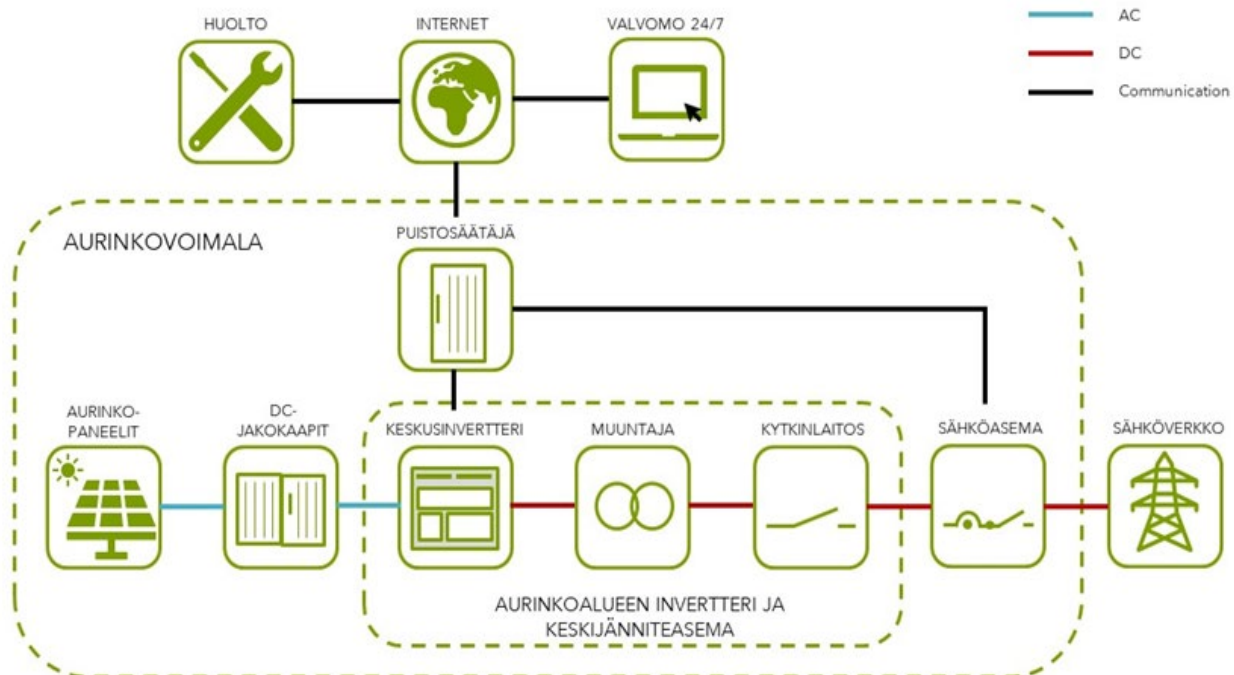 HUOLTO
INTERNET
VALVOMO 24/7
AC
DC
Communication
AURINKOVOIMALA
PUISTOSÄÄTÄJÄ
AURINKO-
PANEELIT
DC-
JAKOKAAPIT
KESKUSINVERTTERI
MUUNTAJA
KYTKINLAITOS
SÄHKÖASEMA
SÄHKÖVERKKO
AURINKOALUEEN INVERTTERI JA
KESKIJÄNNITEASEMA